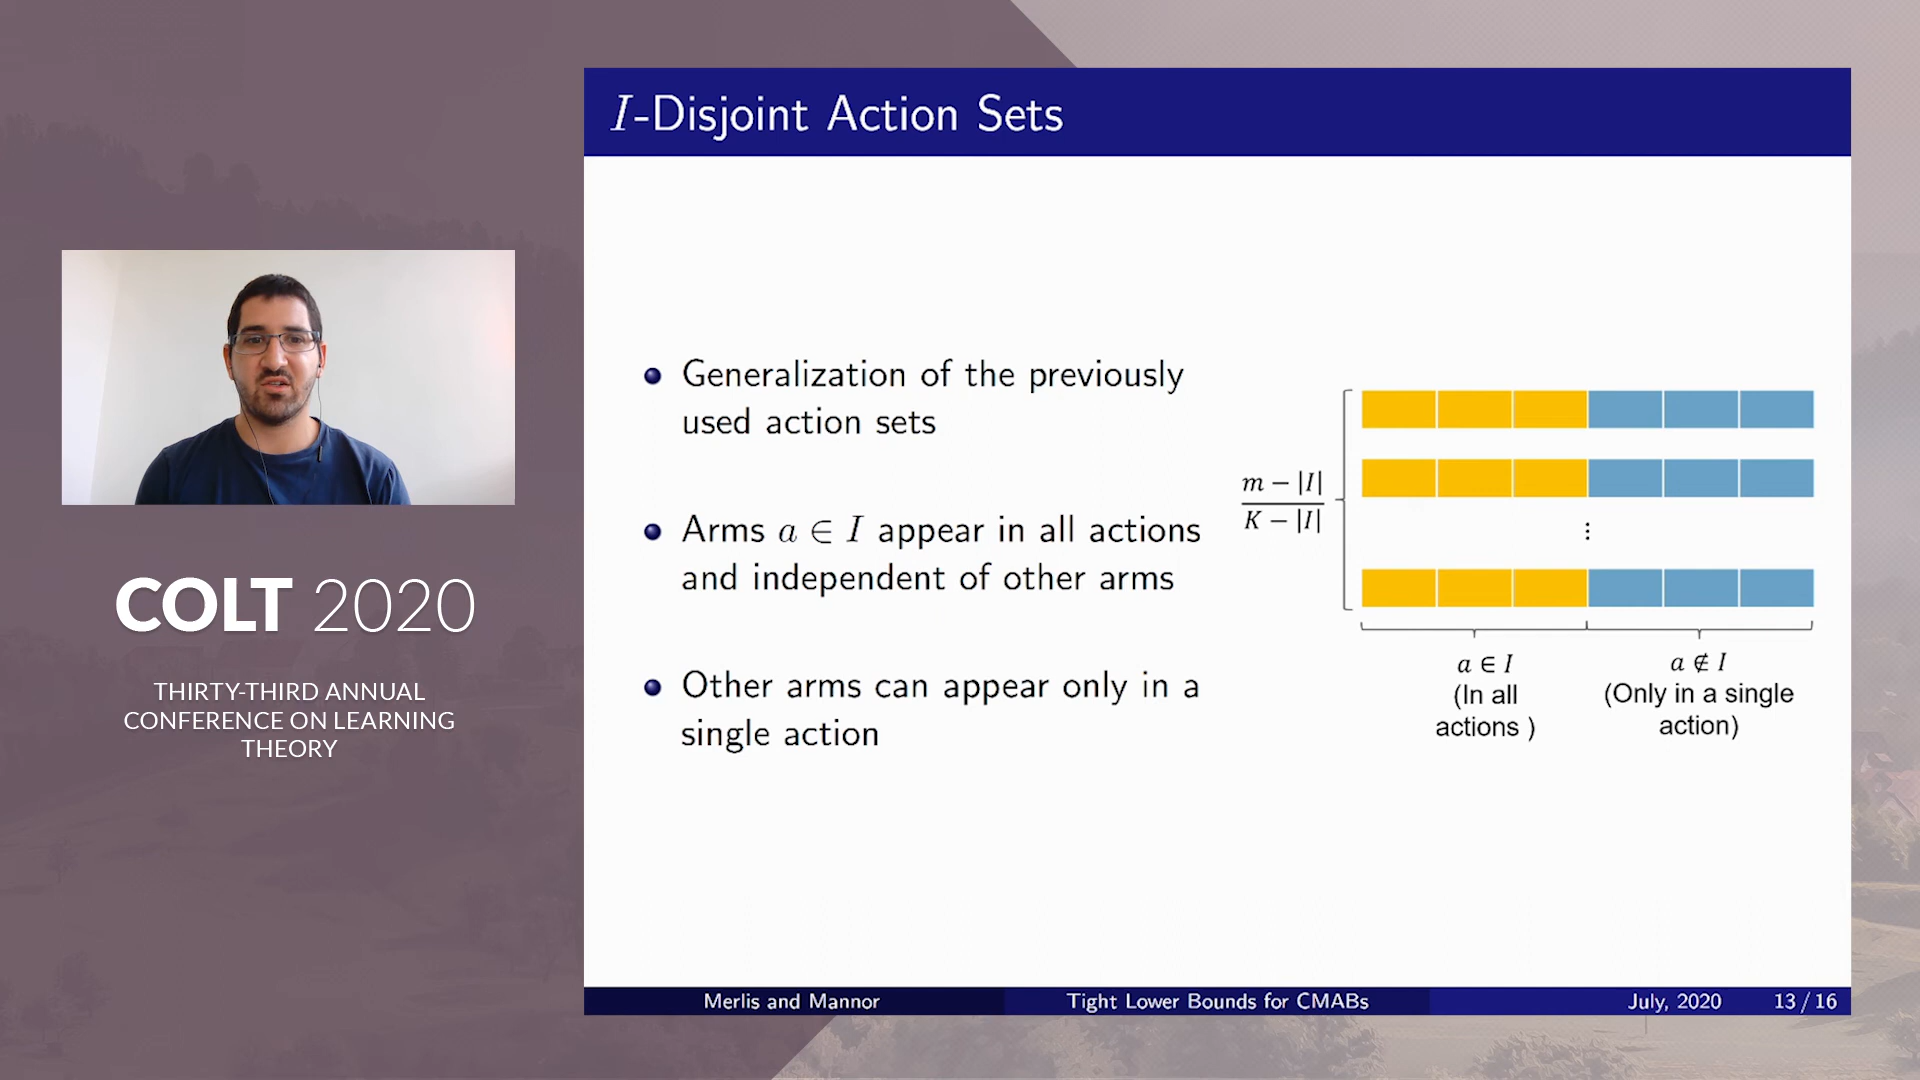 I-Disjoint Action Sets
Generalization of the previously
used action sets
Arms a ∈ I appear in all actions
and independent of other arms
Other arms can appear only in a
single action
m − |I|
K − |I|
⋮
a ∈ I
(In all
actions )
a ∉ I
(Only in a single
action)
COLT 2020
THIRTY-THIRD ANNUAL
CONFERENCE ON LEARNING
THEORY
Merlis and Mannor
Tight Lower Bounds for CMABs
July, 2020
13 / 16